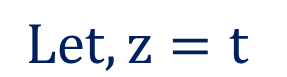 Let, z = t